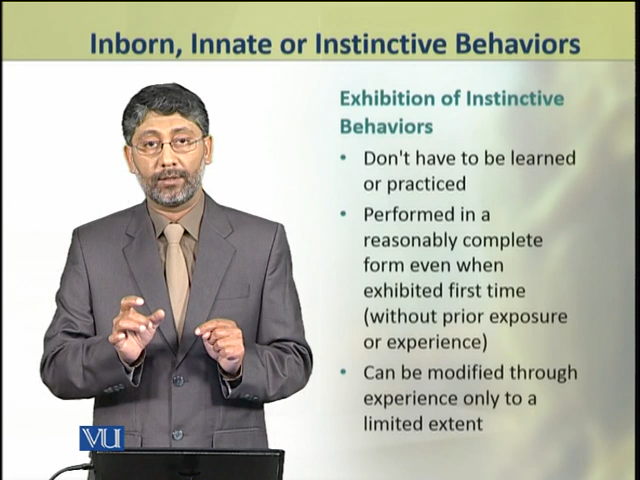 Inborn, Innate or Instinctive Behaviors
Exhibition of Instinctive
Behaviors
• Don't have to be learned
or practiced
• Performed in a
reasonably complete
form even when
exhibited first time
(without prior exposure
or experience)
• Can be modified through
experience only to a
limited extent
VU